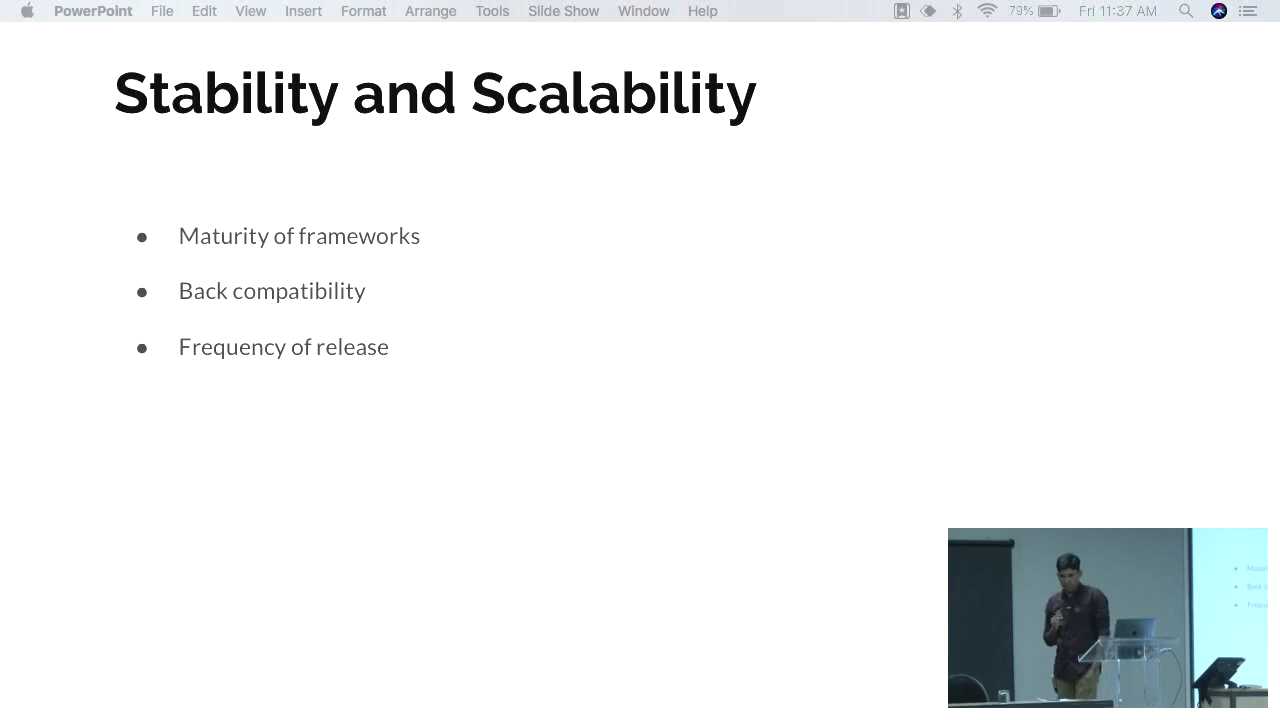 PowerPoint File Edit View Insert Format Arrange Tools Slide Show Window Help 79% Fri 11:37 AM
Stability and Scalability
● Maturity of frameworks
● Back compatibility
● Frequency of release